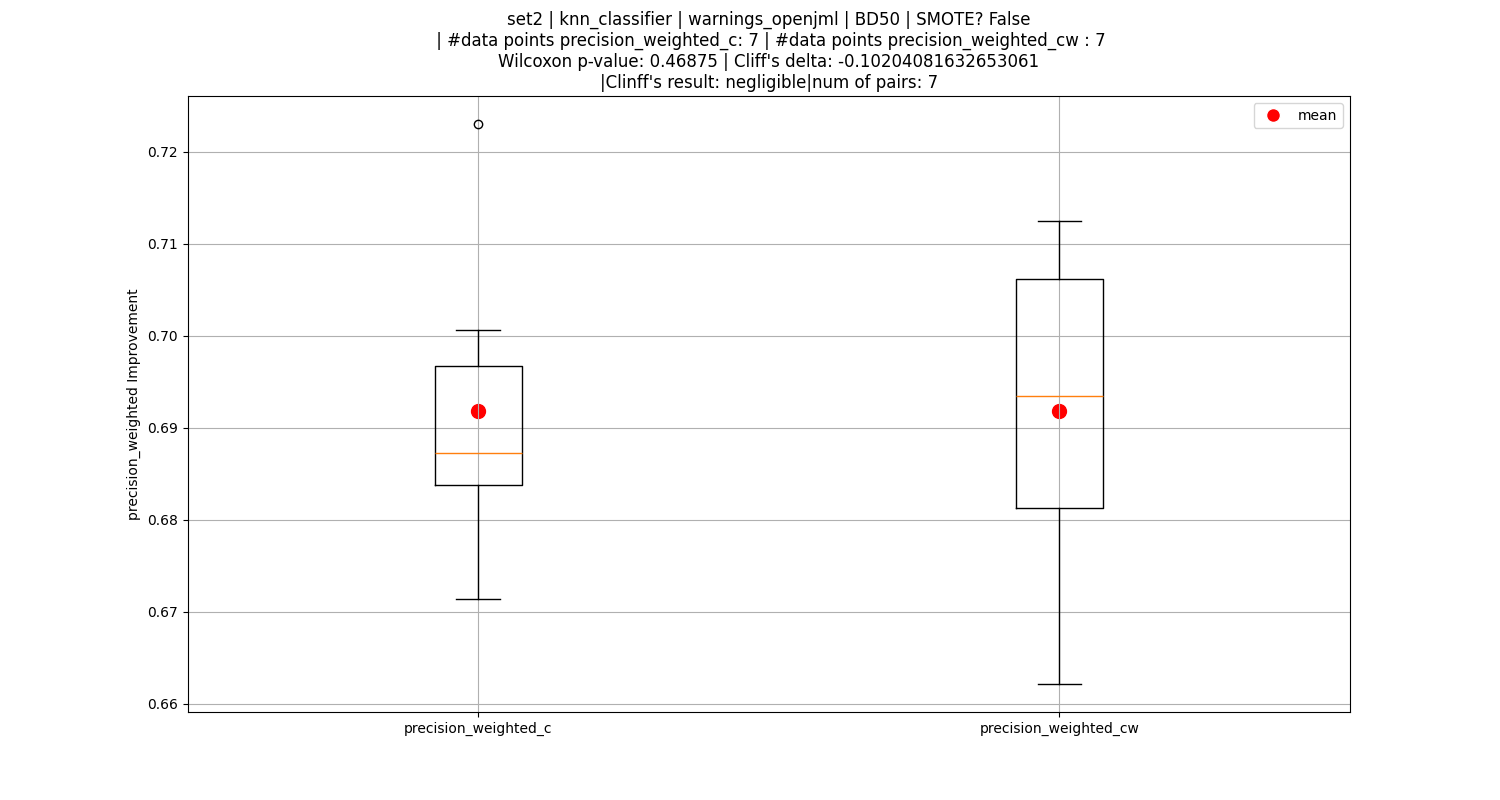 set2 | knn_classifier | warnings_openjml | BD50 | SMOTE? False
| #data points precision_weighted_c: 7 | #data points precision_weighted_cw : 7
Wilcoxon p-value: 0.46875 | Cliff's delta: -0.10204081632653061
|Clinff's result: negligible|num of pairs: 7
mean
precision_weighted Improvement
0.72
0.71
0.70
0.69
0.68
0.67
0.66
precision_weighted_c
precision_weighted_cw